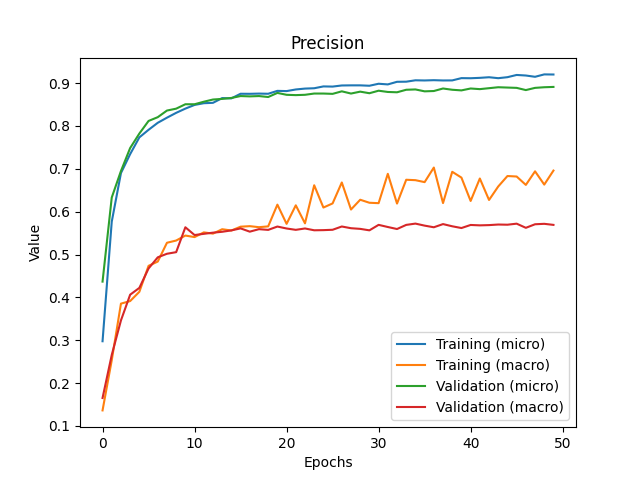 Precision
0.9
0.8
0.7
0.6
0.5
0.4
0.3
0.2
0.1
Value
Training (micro)
Training (macro)
Validation (micro)
Validation (macro)
0 10 20 30 40 50
Epochs